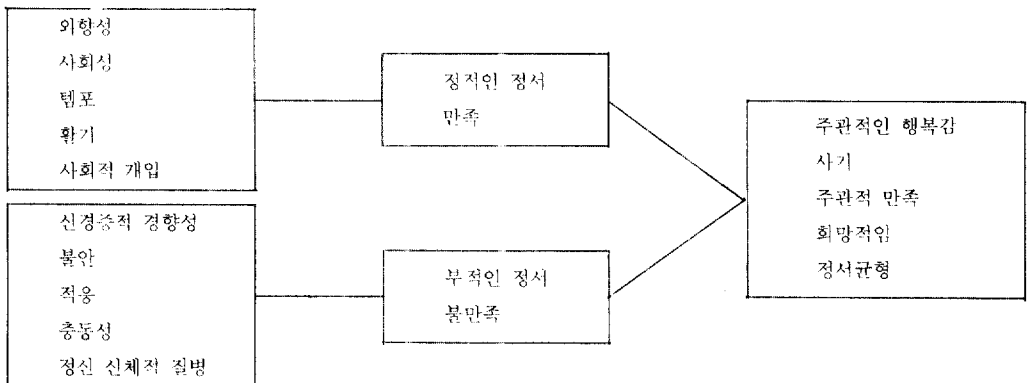 외향성
사회성
템포
활기
사회적 개입
신경증적 경향성
불안
적응
충동성
정신 신체적 질병
정적인 정서
만족
부적인 정서
불만족
주관적인 행복감
사기
주관적 만족
희망적임
정서균형